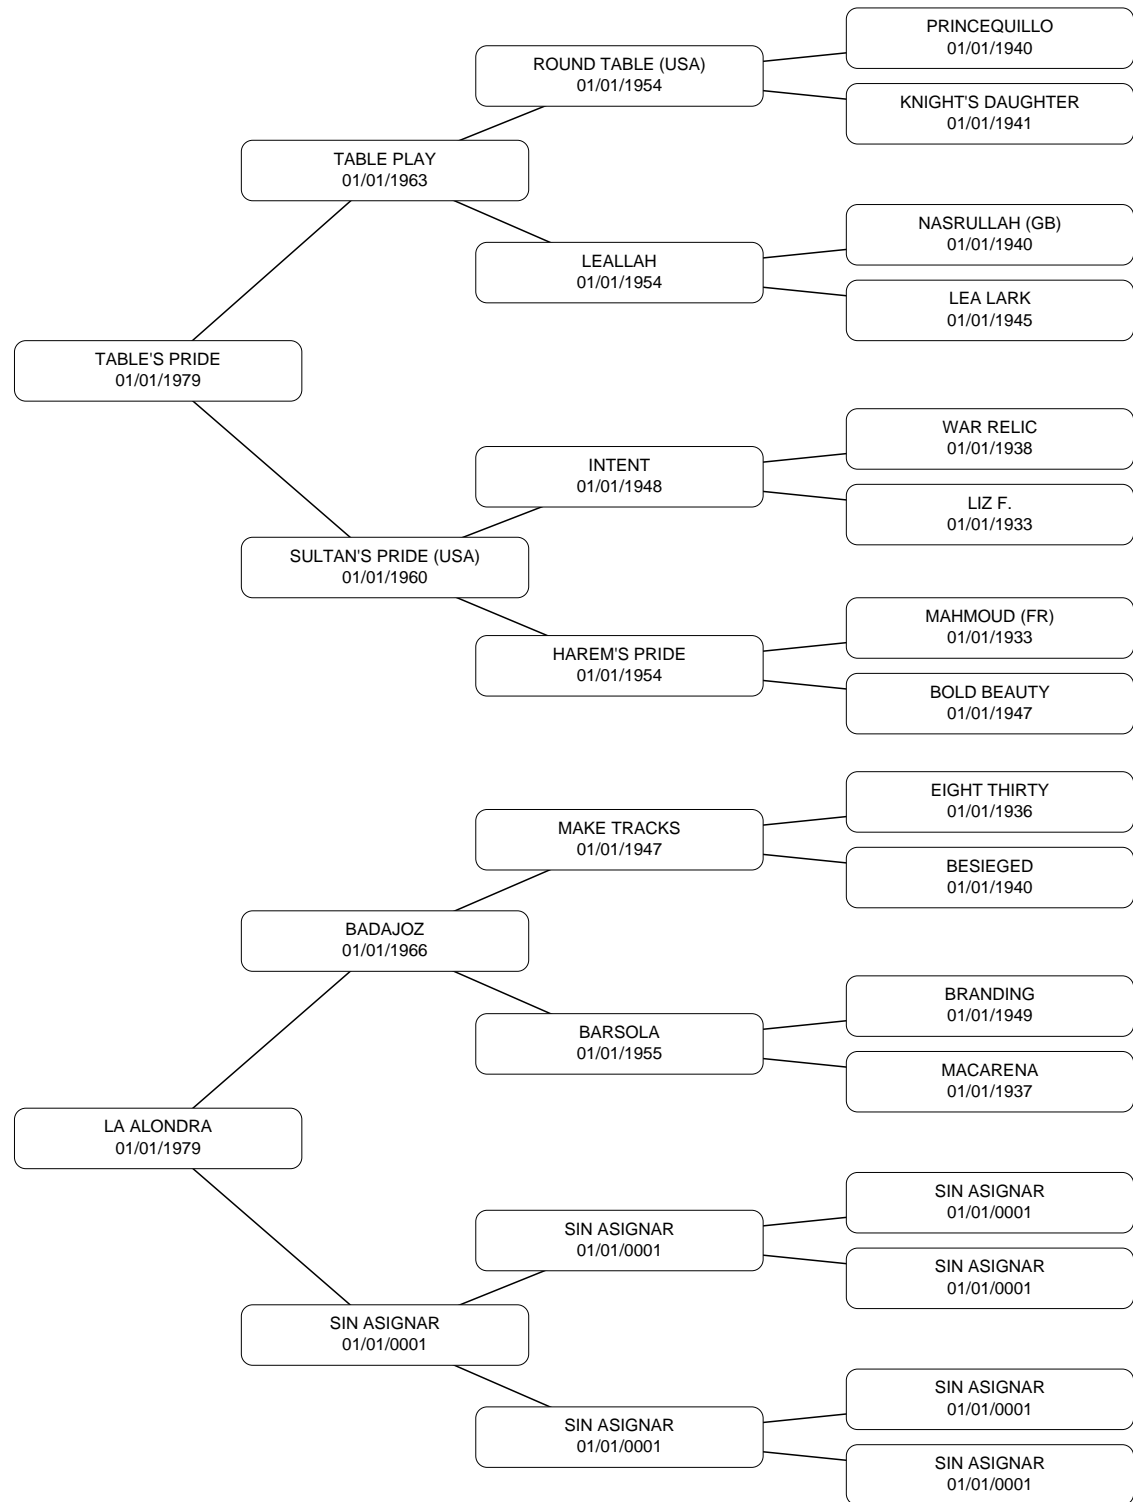 PRINCEQUILLO
01/01/1940
ROUND TABLE (USA)
01/01/1954
KNIGHT'S DAUGHTER
01/01/1941
TABLE PLAY
01/01/1963
NASRULLAH (GB)
01/01/1940
LEALLAH
01/01/1954
LEA LARK
01/01/1945
TABLE'S PRIDE
01/01/1979
WAR RELIC
01/01/1938
INTENT
01/01/1948
LIZ F.
01/01/1933
SULTAN'S PRIDE (USA)
01/01/1960
MAHMOUD (FR)
01/01/1933
HAREM'S PRIDE
01/01/1954
BOLD BEAUTY
01/01/1947
EIGHT THIRTY
01/01/1936
MAKE TRACKS
01/01/1947
BESIEGED
01/01/1940
BADAJOZ
01/01/1966
BRANDING
01/01/1949
BARSOLA
01/01/1955
MACARENA
01/01/1937
LA ALONDRA
01/01/1979
SIN ASIGNAR
01/01/0001
SIN ASIGNAR
01/01/0001
SIN ASIGNAR
01/01/0001
SIN ASIGNAR
01/01/0001
SIN ASIGNAR
01/01/0001
SIN ASIGNAR
01/01/0001
SIN ASIGNAR
01/01/0001